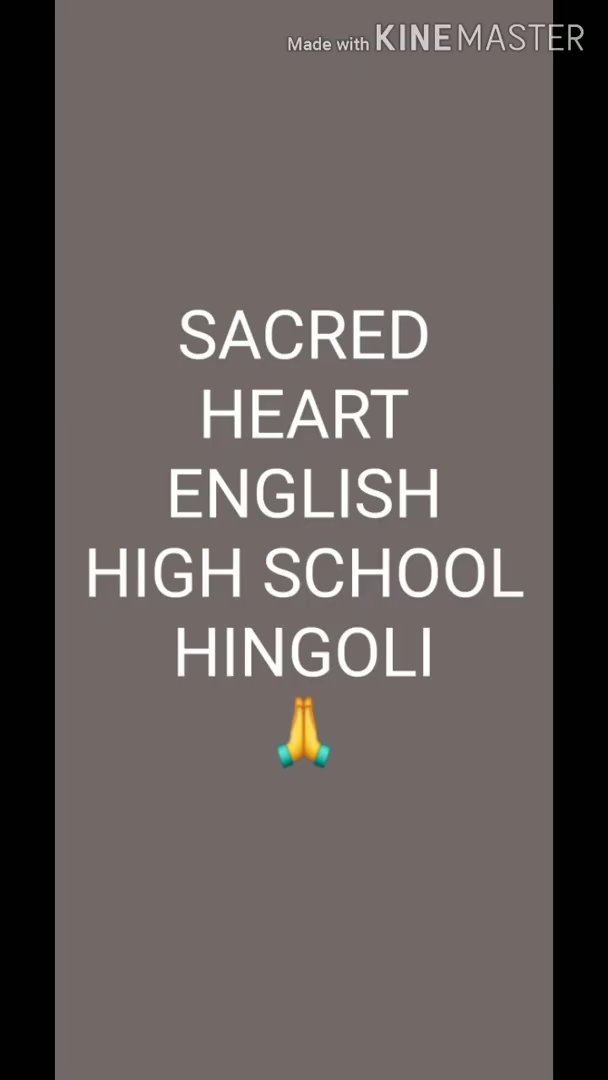 Made with KINEMASTER
SACRED
HEART
ENGLISH
HIGH SCHOOL
HINGOLI
🙏